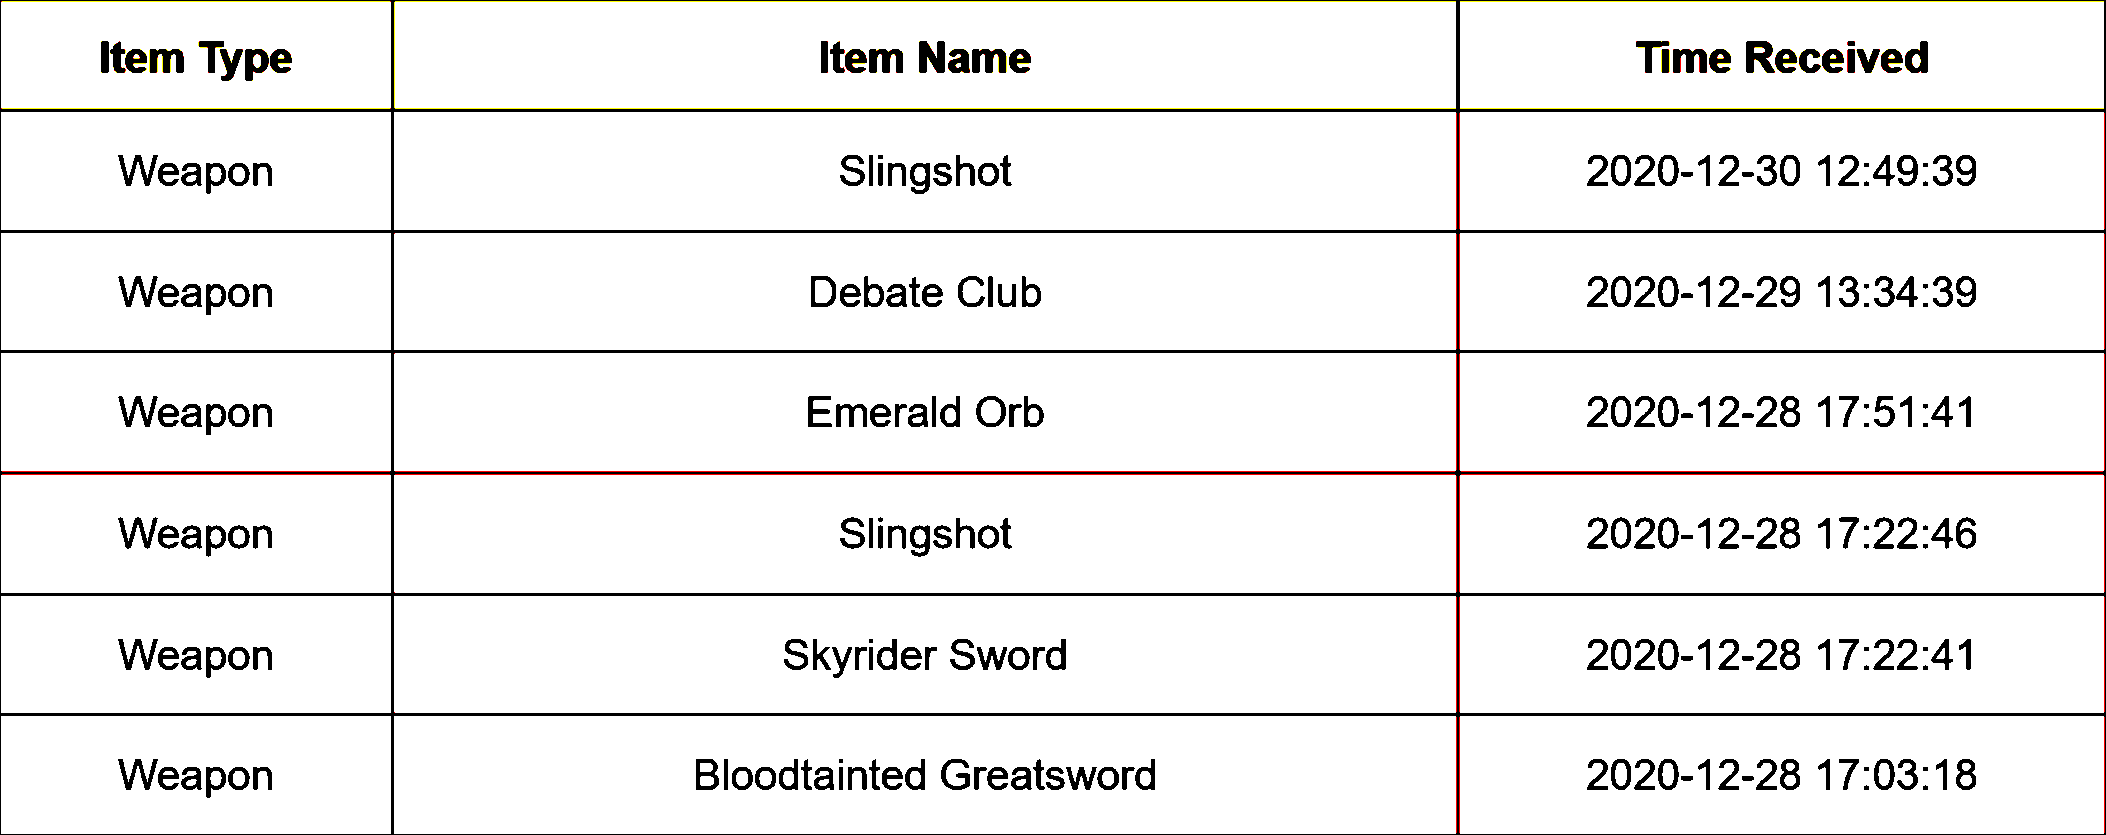 Item Type Item Name Time Received
Weapon Slingshot 2020-12-30 12:49:39
Weapon Debate Club 2020-12-29 13:34:39
Weapon Emerald Orb 2020-12-28 17:51:41
Weapon Slingshot 2020-12-28 17:22:46
Weapon Skyrider Sword 2020-12-28 17:22:41
Weapon Bloodtainted Greatsword 2020-12-28 17:03:18